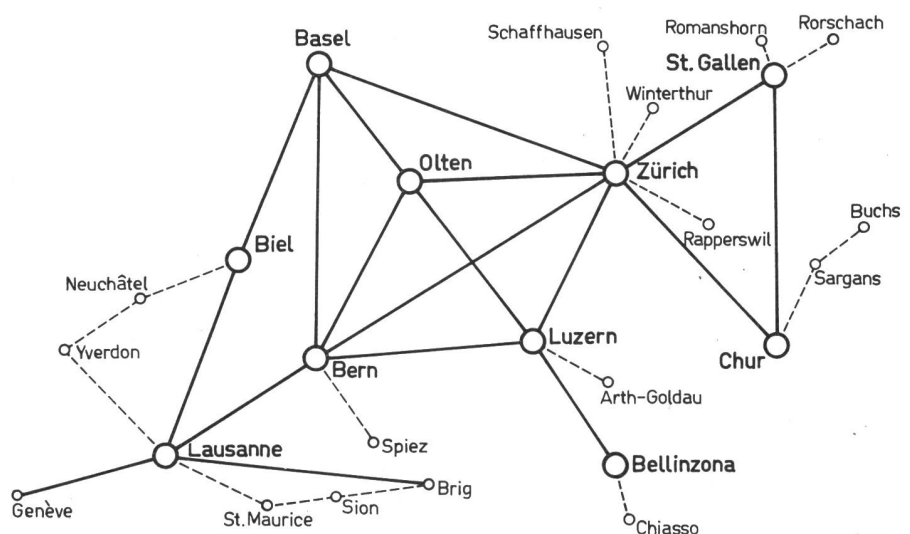 Romanshorn
Rorschach
Schaffhausen
Basel
St. Gallen
Winterthur
Olten
Zürich
Buchs
Biel
Rapperswil
Sargans
Neuchâtel
Luzern
Yverdon
Chur
Bern
Arth-Goldau
Spiez
Lausanne
Bellinzona
Brig
Sion
Genève
St. Maurice
Chiasso